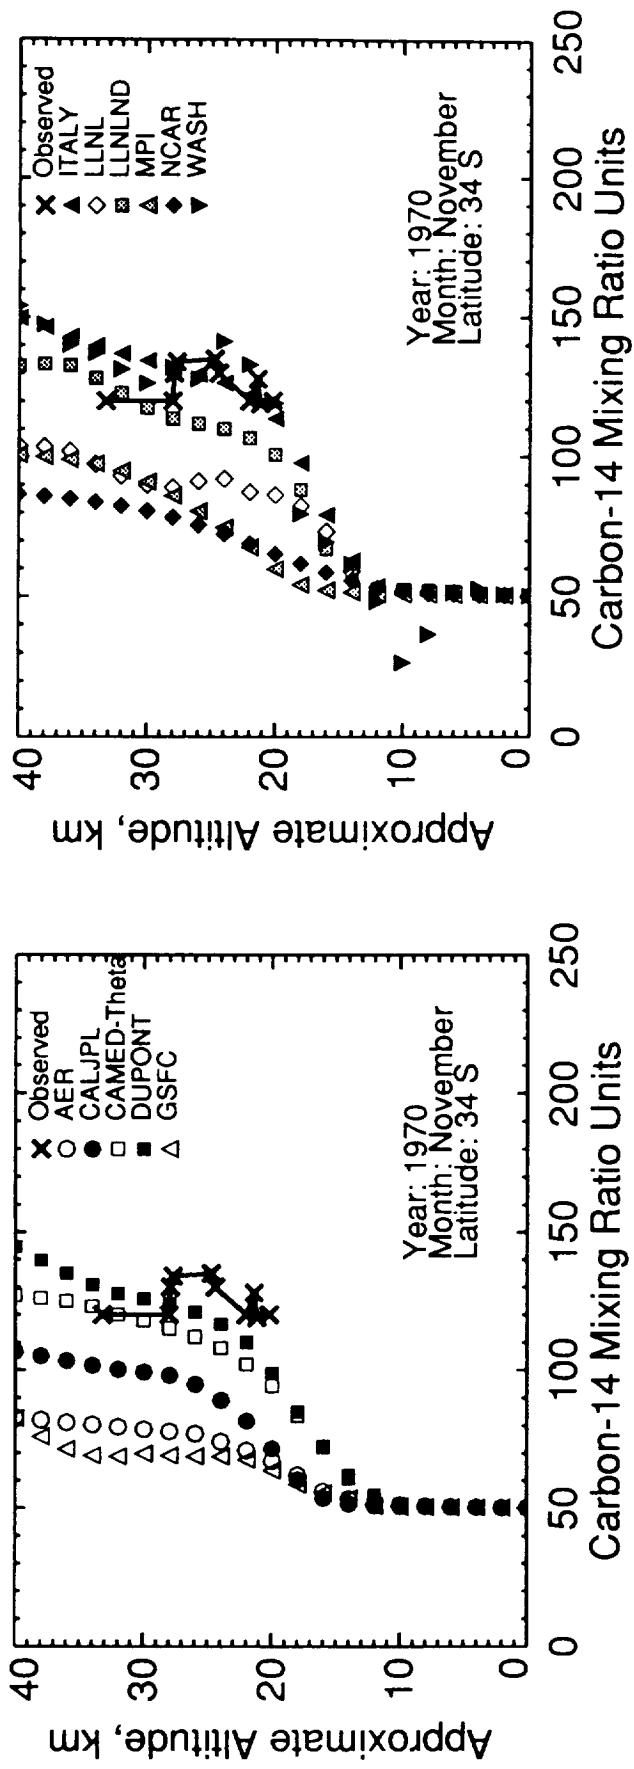 40
30
20
10
0
Approximate Altitude, km
0
50
100
150
200
250
Carbon-14 Mixing Ratio Units
Observed
AER
CALJPL
CAMED-Theta
DUPONT
GSFC
Year: 1970
Month: November
Latitude: 34 S
40
30
20
10
0
Approximate Altitude, km
0
50
100
150
200
250
Carbon-14 Mixing Ratio Units
Observed
ITALY
LLNL
LLNLND
MPI
NCAR
WASH
Year: 1970
Month: November
Latitude: 34 S